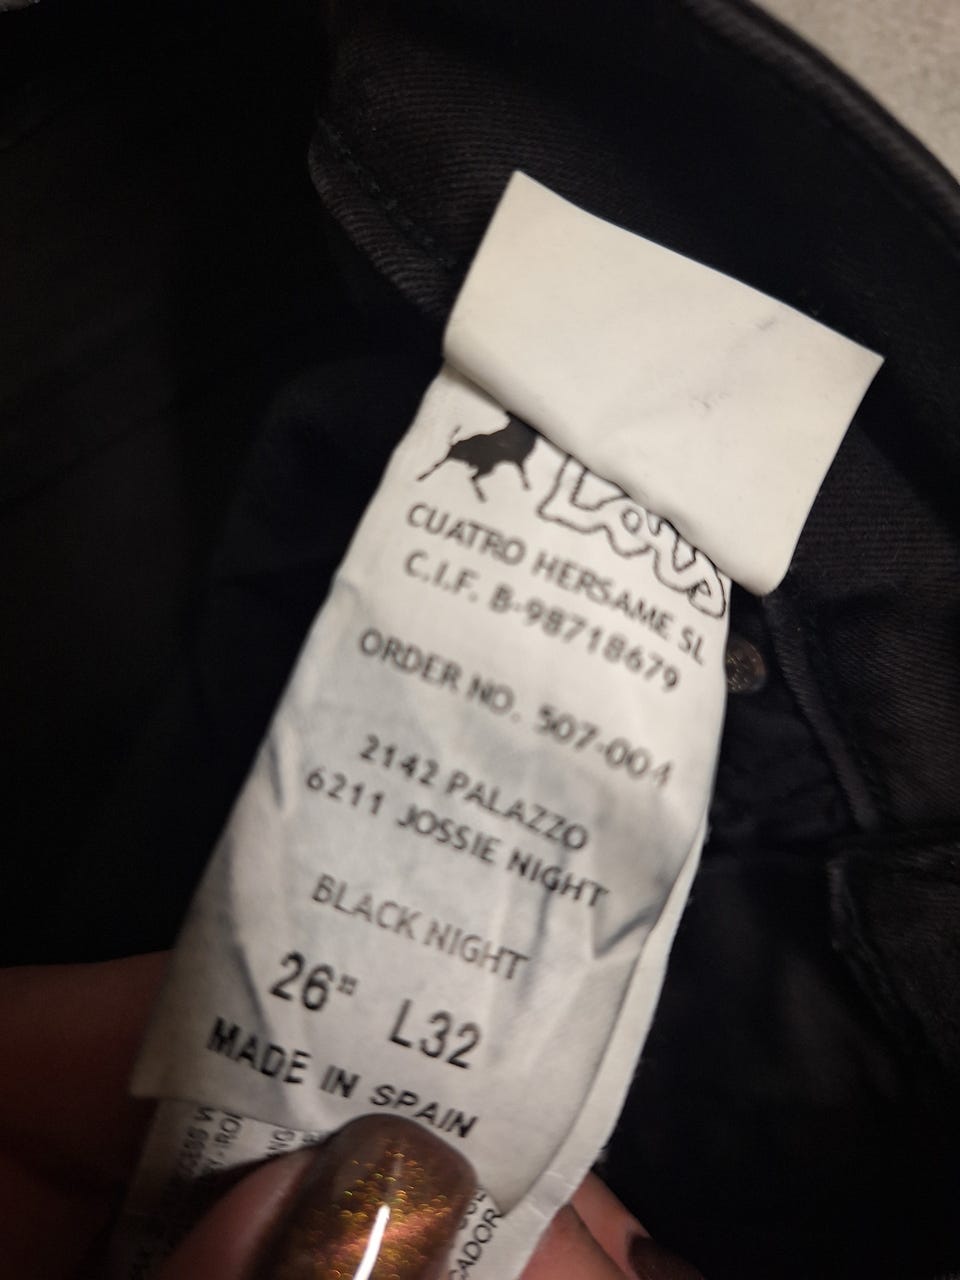 Lois
CUATRO HERSAME SL
C.I.F. B-98718679
ORDER NO. 507-004
2142 PALAZZO
6211 JOSSIE NIGHT
BLACK NIGHT
26" L32
MADE IN SPAIN